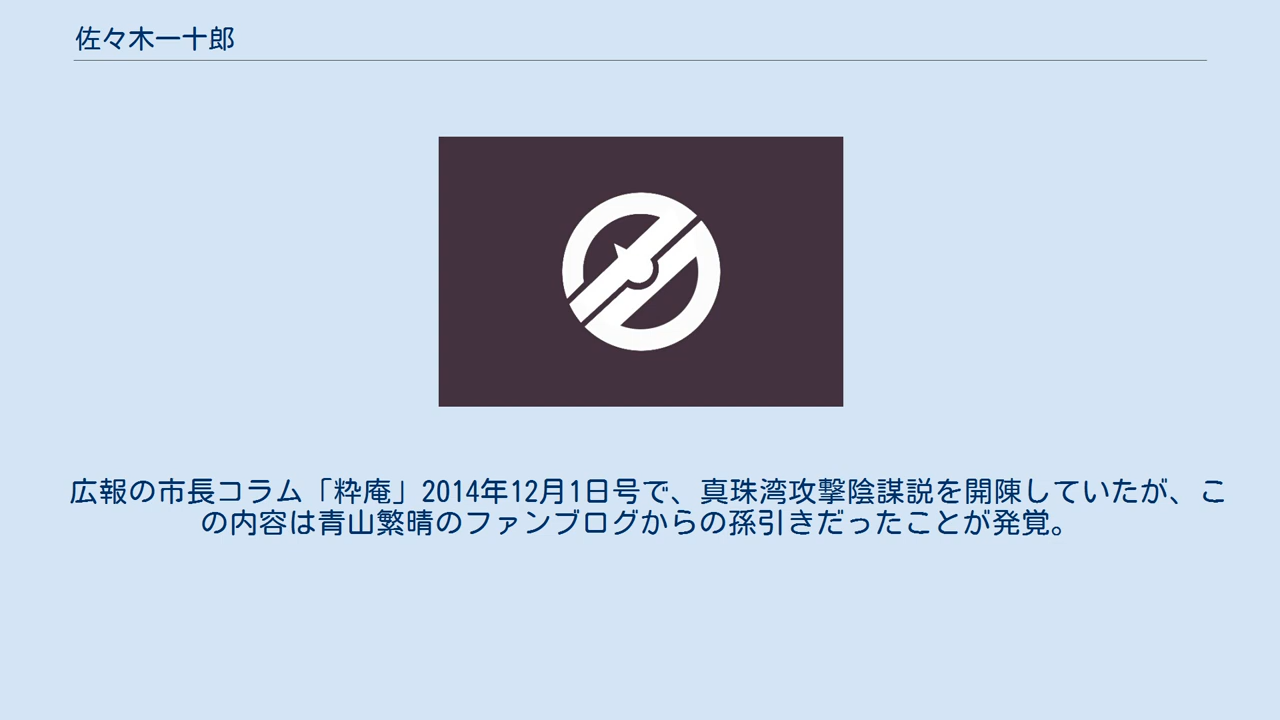 佐々木一十郎
広報の市長コラム「粋庵」2014年12月1日号で、真珠湾攻撃陰謀説を開陳していたが、こ
の内容は青山繁晴のファンブログからの孫引きだったことが発覚。